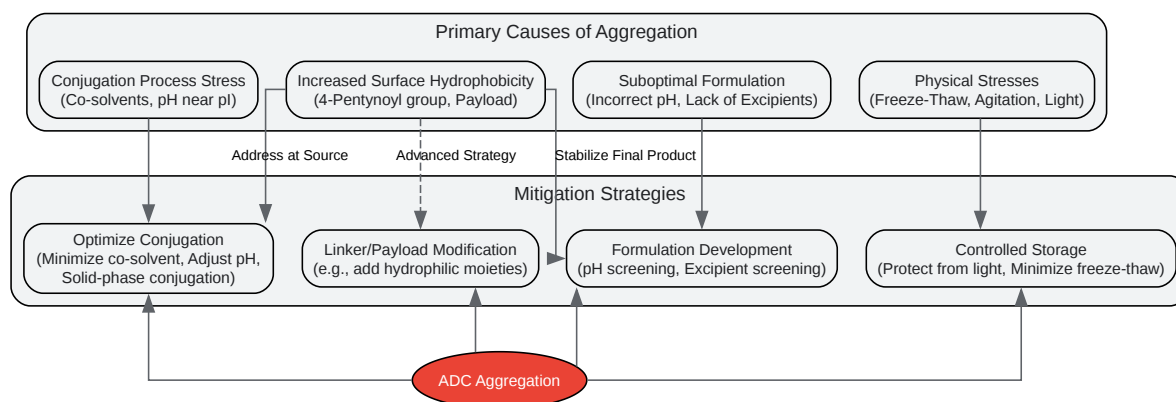 Primary Causes of Aggregation
Conjugation Process Stress
(Co-solvents, pH near pI)
Increased Surface Hydrophobicity
(4-Pentynoyl group, Payload)
Suboptimal Formulation
(Incorrect pH, Lack of Excipients)
Physical Stresses
(Freeze-Thaw, Agitation, Light)
Address at Source
Advanced Strategy
Stabilize Final Product
Mitigation Strategies
Optimize Conjugation
(Minimize co-solvent, Adjust pH,
Solid-phase conjugation)
Linker/Payload Modification
(e.g., add hydrophilic moieties)
Formulation Development
(pH screening, Excipient screening)
Controlled Storage
(Protect from light, Minimize freeze-thaw)
ADC Aggregation